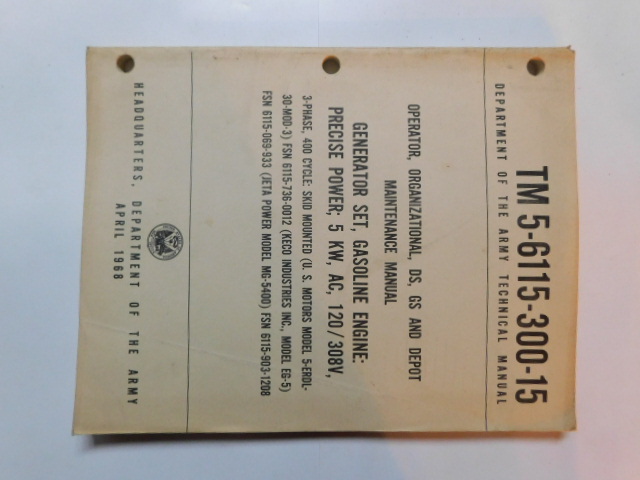 TM 5-6115-300-15
DEPARTMENT OF THE ARMY TECHNICAL MANUAL
OPERATOR, ORGANIZATIONAL, DS, GS AND DEPOT
MAINTENANCE MANUAL
GENERATOR SET, GASOLINE ENGINE:
PRECISE POWER; 5 KW, AC, 120/308V,
3-PHASE, 400 CYCLE; SKID MOUNTED (U. S. MOTORS MODEL 5-ERDL-
30-MOD-3) FSN 6115-736-0012 (KECO INDUSTRIES INC., MODEL EG-5)
FSN 6115-069-933 (JETA POWER MODEL MG-5400) FSN 6115-903-1208
HEADQUARTERS, DEPARTMENT OF THE ARMY
APRIL 1968